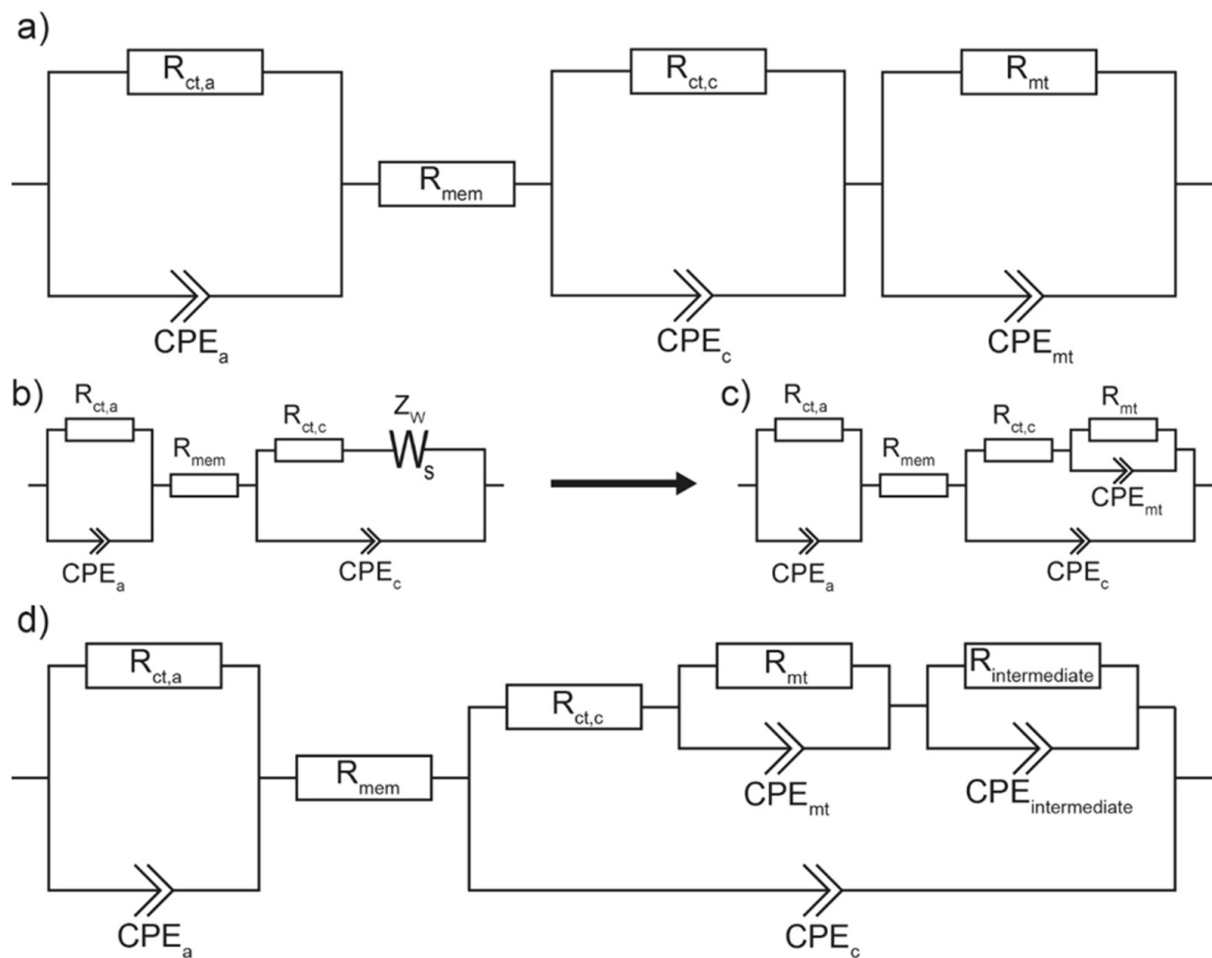 a)
R_ct,a
R_ct,c
R_mt
R_mem
CPE_a
CPE_c
CPE_mt
b)
R_ct,a
R_mem
R_ct,c
Z_W
s
CPE_a
CPE_c
c)
R_ct,a
R_mem
R_ct,c
R_mt
CPE_mt
CPE_a
CPE_c
d)
R_ct,a
R_mem
R_ct,c
R_mt
R_intermediate
CPE_mt
CPE_intermediate
CPE_a
CPE_c